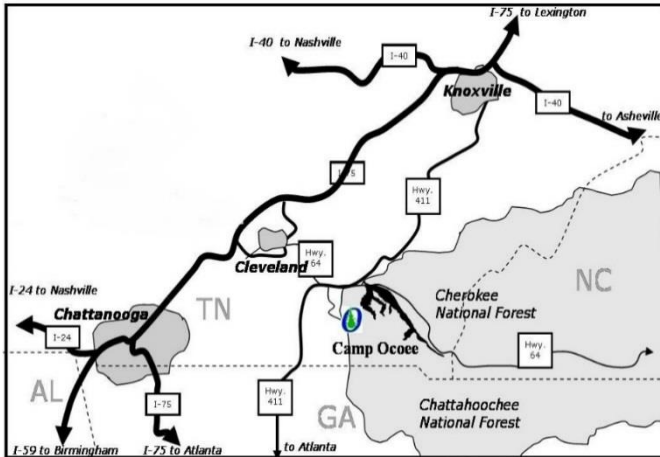 I-75 to Lexington
I-40 to Nashville
I-40
Knoxville
I-40
to Asheville
Hwy.
411
Hwy.
64
Cleveland
NC
I-24 to Nashville
Chattanooga
TN
Cherokee
National Forest
I-24
Camp Ocoee
Hwy.
64
AL
I-75
Hwy.
411
GA
Chattahoochee
National Forest
I-59 to Birmingham
I-75 to Atlanta
to Atlanta